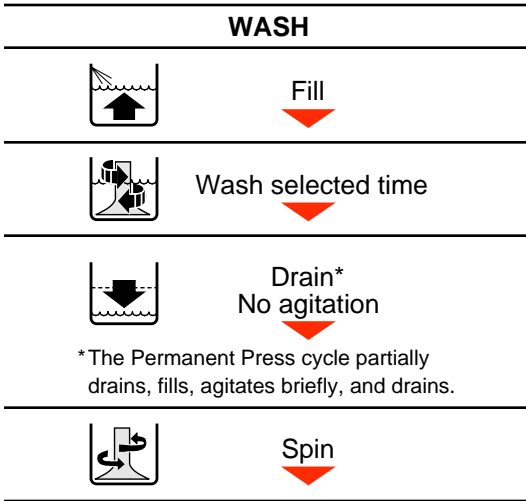 WASH
Fill
Wash selected time
Drain*
No agitation
*The Permanent Press cycle partially
drains, fills, agitates briefly, and drains.
Spin